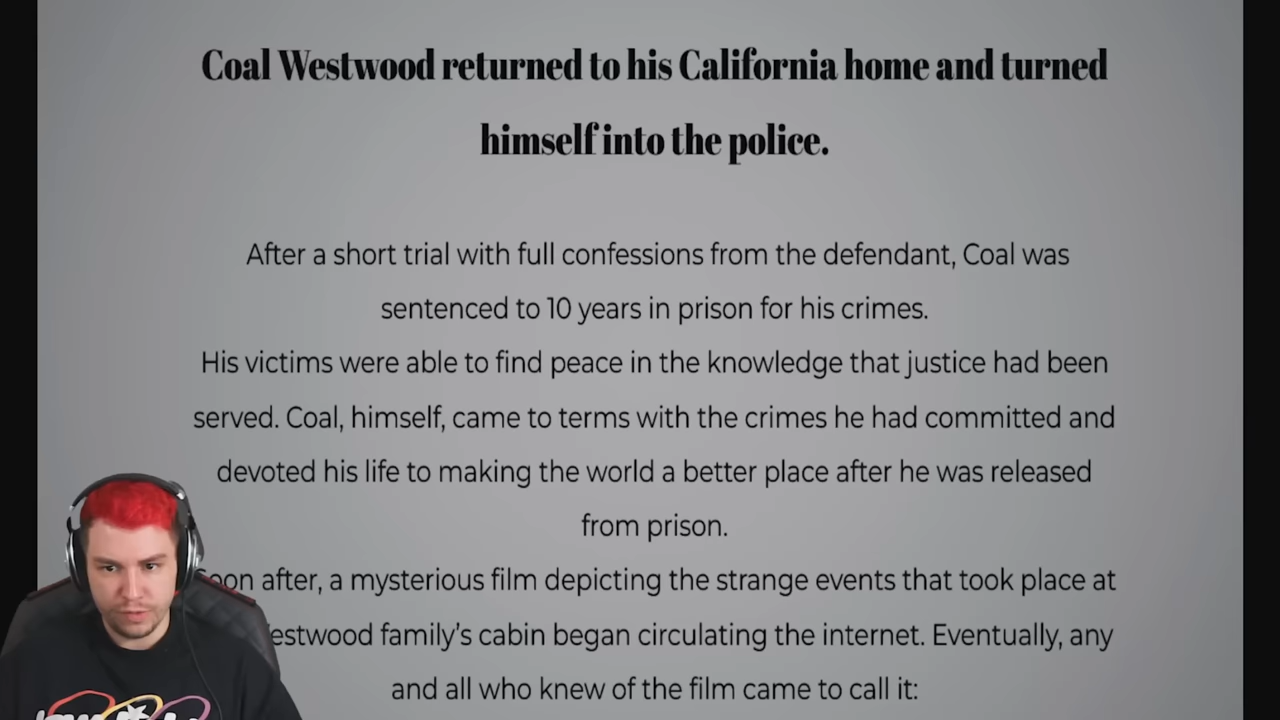 Coal Westwood returned to his California home and turned
himself into the police.
After a short trial with full confessions from the defendant, Coal was
sentenced to 10 years in prison for his crimes.
His victims were able to find peace in the knowledge that justice had been
served. Coal, himself, came to terms with the crimes he had committed and
devoted his life to making the world a better place after he was released
from prison.
Soon after, a mysterious film depicting the strange events that took place at
family's cabin began circulating the internet. Eventually, any
and all who knew of the film came to call it: